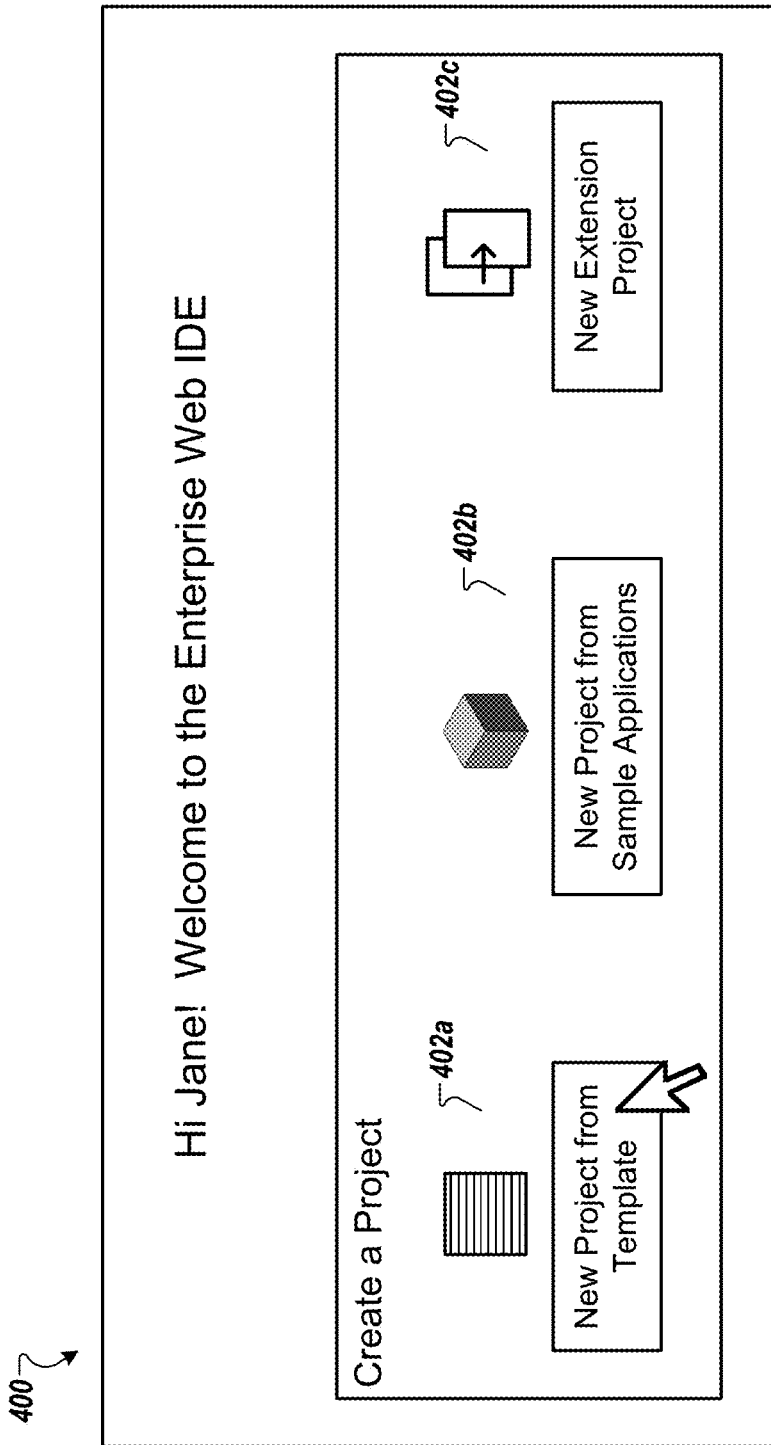 400
Hi Jane! Welcome to the Enterprise Web IDE
Create a Project
402a
402b
402c
New Project from
Template
New Project from
Sample Applications
New Extension
Project